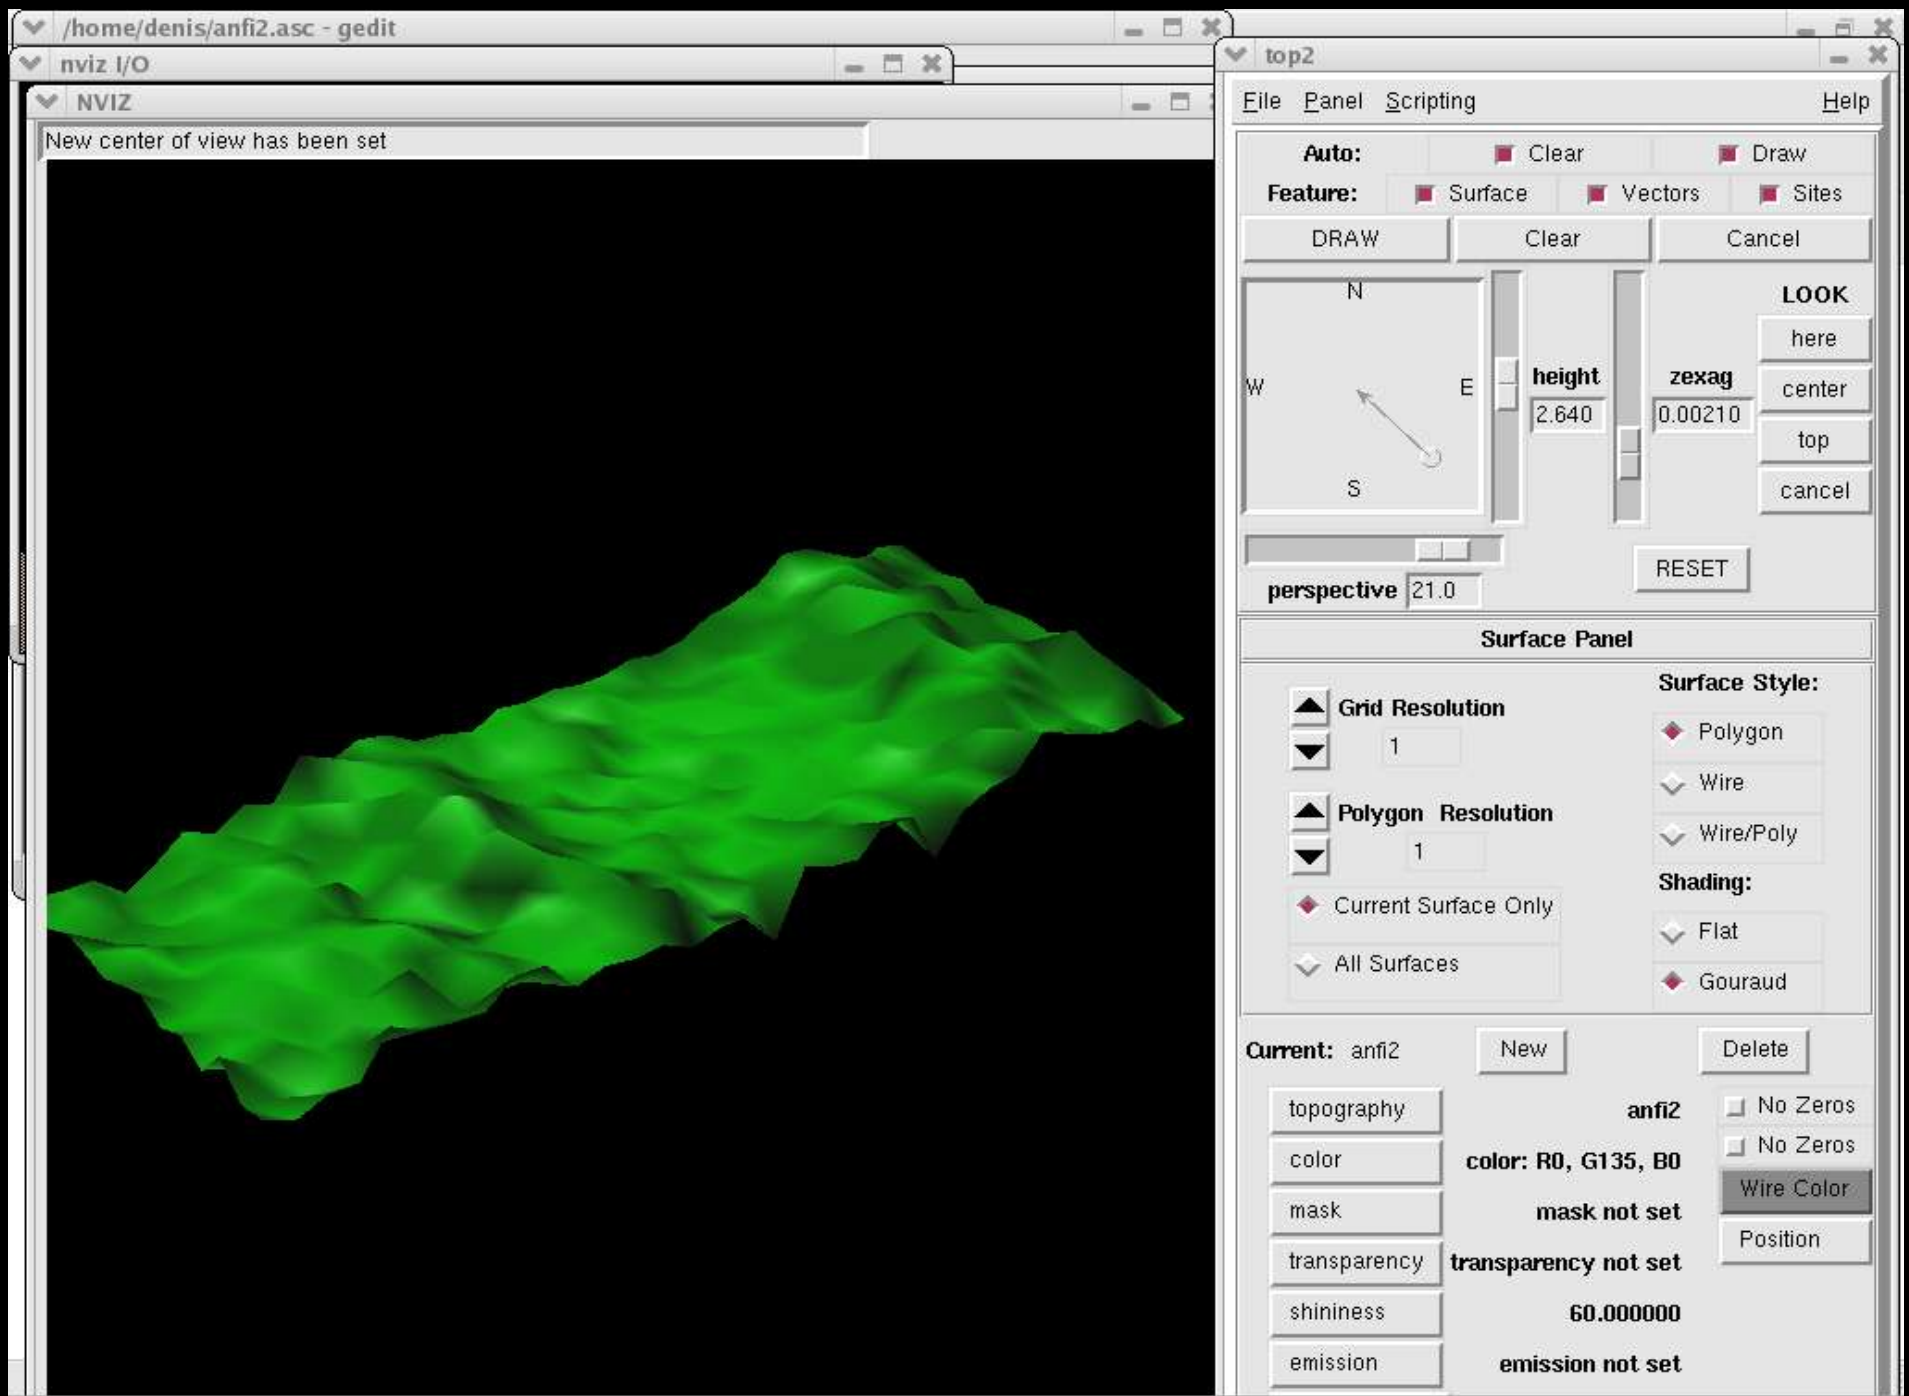 /home/denis/anfi2.asc - gedit
nviz I/O
NVIZ
New center of view has been set
top2
File Panel Scripting Help
Auto: Clear Draw
Feature: Surface Vectors Sites
DRAW Clear Cancel
N
W
E
S
height
2.640
zexag
0.00210
LOOK
here
center
top
cancel
perspective 21.0
RESET
Surface Panel
Grid Resolution
1
Polygon Resolution
1
Current Surface Only
All Surfaces
Surface Style:
Polygon
Wire
Wire/Poly
Shading:
Flat
Gouraud
Current: anfi2 New Delete
topography anfi2 No Zeros
No Zeros
color color: R0, G135, B0
Wire Color
mask mask not set
Position
transparency transparency not set
shininess 60.000000
emission emission not set